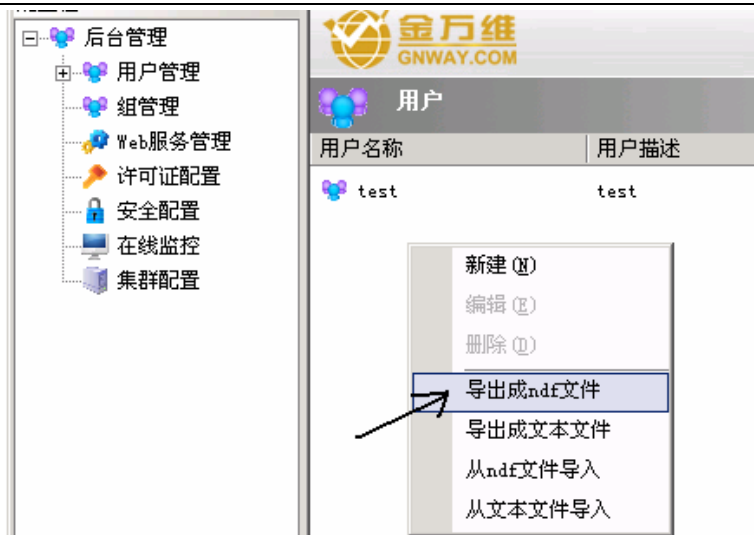 后台管理
用户管理
组管理
Web服务管理
许可证配置
安全配置
在线监控
集群配置
金万维
GNWAY.COM
用户
用户名称 用户描述
test test
新建(N)
编辑(E)
删除(D)
导出成ndf文件
导出成文本文件
从ndf文件导入
从文本文件导入